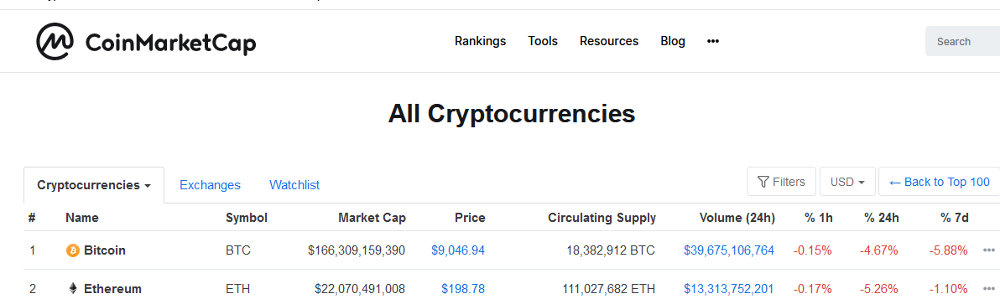 CoinMarketCap Rankings Tools Resources Blog ••• Search
All Cryptocurrencies
Cryptocurrencies Exchanges Watchlist Filters USD ← Back to Top 100
# Name Symbol Market Cap Price Circulating Supply Volume (24h) % 1h % 24h % 7d
1 Bitcoin BTC $166,309,159,390 $9,046.94 18,382,912 BTC $39,675,106,764 -0.15% -4.67% -5.88% •••
2 Ethereum ETH $22,070,491,008 $198.78 111,027,682 ETH $13,313,752,201 -0.17% -5.26% -1.10% •••